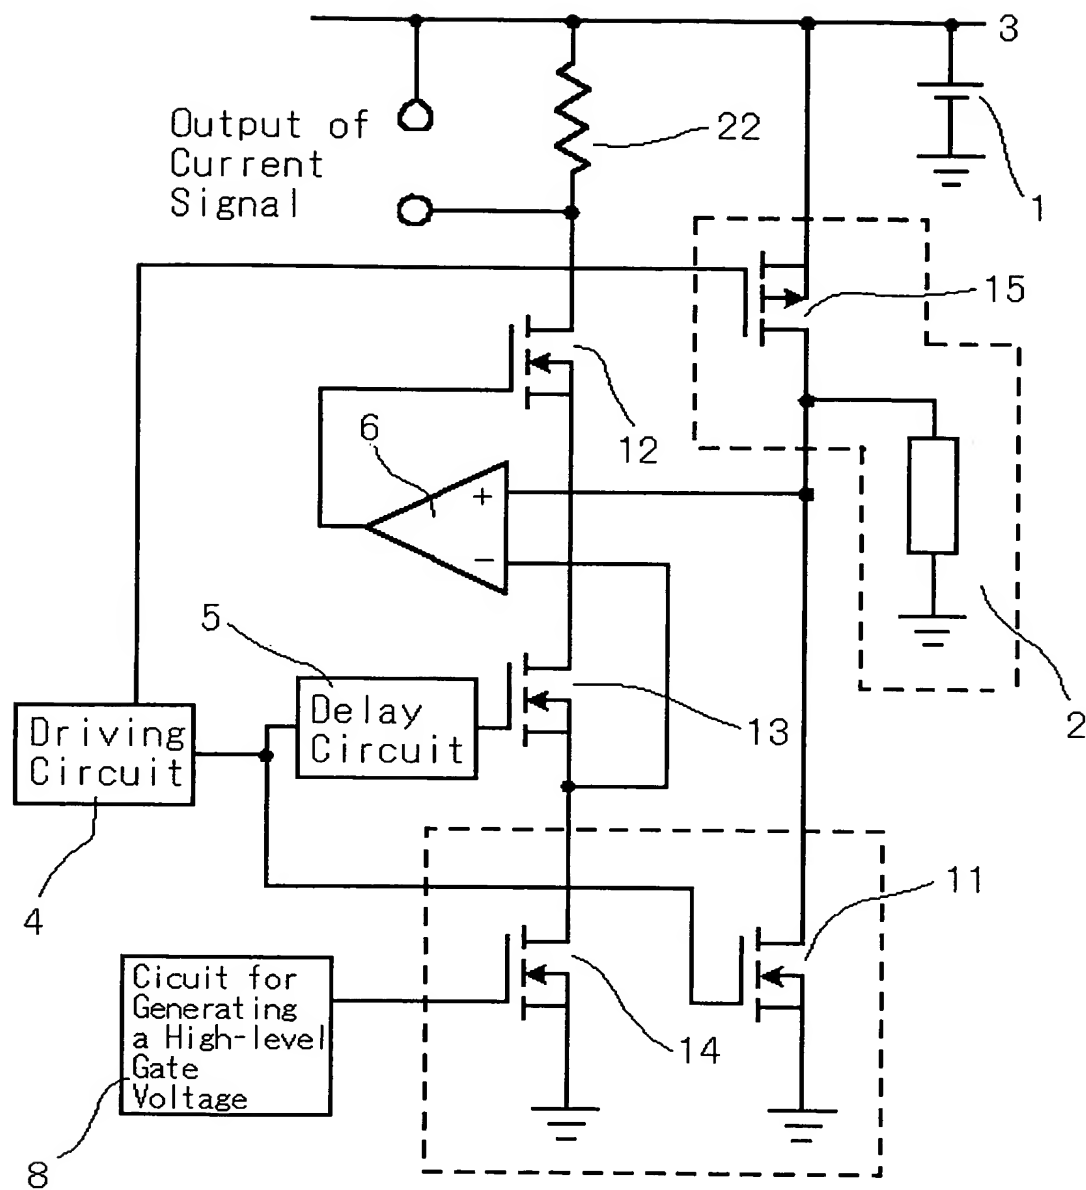 3
22
Output of
Current
Signal
1
15
12
6
5
Delay
Circuit
13
2
Driving
Circuit
4
11
Cicuit for
Generating
a High-level
Gate
Voltage
14
8
+
−